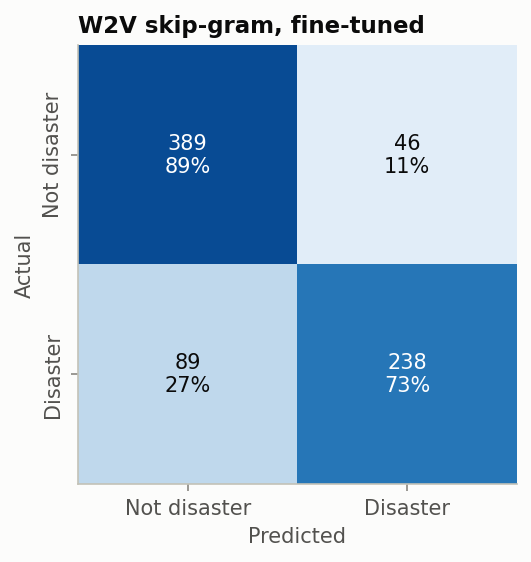 W2V skip-gram, fine-tuned
Actual
Not disaster
389
89%
46
11%
Disaster
89
27%
238
73%
Not disaster
Disaster
Predicted